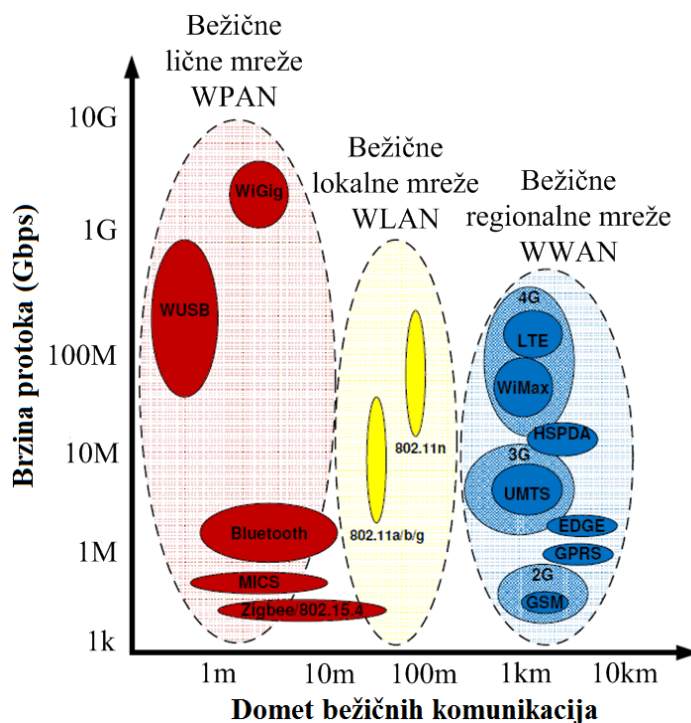 Bežične
lične mreže
WPAN
Bežične
lokalne mreže
WLAN
Bežične
regionalne mreže
WWAN
Brzina protoka (Gbps)
10G
1G
100M
10M
1M
1k
WiGig
WUSB
Bluetooth
MICS
Zigbee/802.15.4
802.11n
802.11a/b/g
4G
LTE
WiMax
HSPDA
3G
UMTS
EDGE
GPRS
2G
GSM
1m
10m
100m
1km
10km
Domet bežičnih komunikacija